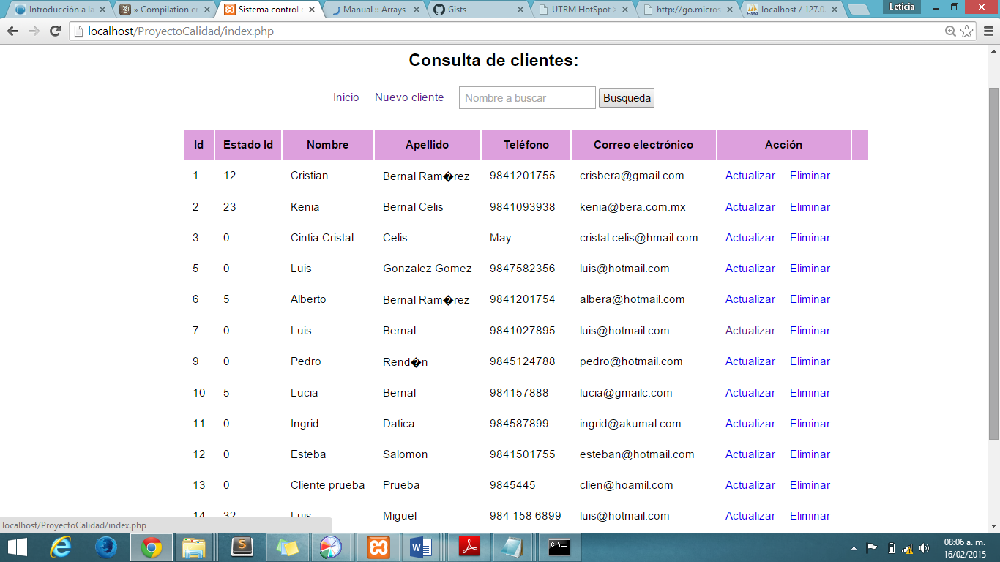 Introducción a la
» Compilation er
Sistema control
Manual :: Arrays
Gists
UTRM HotSpot >
http://go.micros
localhost / 127.0.
Leticia
localhost/ProyectoCalidad/index.php
Consulta de clientes:
Inicio Nuevo cliente Nombre a buscar Busqueda
Id Estado Id Nombre Apellido Teléfono Correo electrónico Acción
1 12 Cristian Bernal Ram�rez 9841201755 crisbera@gmail.com Actualizar Eliminar
2 23 Kenia Bernal Celis 9841093938 kenia@bera.com.mx Actualizar Eliminar
3 0 Cintia Cristal Celis May cristal.celis@hmail.com Actualizar Eliminar
5 0 Luis Gonzalez Gomez 9847582356 luis@hotmail.com Actualizar Eliminar
6 5 Alberto Bernal Ram�rez 9841201754 albera@hotmail.com Actualizar Eliminar
7 0 Luis Bernal 9841027895 luis@hotmail.com Actualizar Eliminar
9 0 Pedro Rend�n 9845124788 pedro@hotmail.com Actualizar Eliminar
10 5 Lucia Bernal 984157888 lucia@gmailc.com Actualizar Eliminar
11 0 Ingrid Datica 984587899 ingrid@akumal.com Actualizar Eliminar
12 0 Esteba Salomon 9841501755 esteban@hotmail.com Actualizar Eliminar
13 0 Cliente prueba Prueba 9845445 clien@hoamil.com Actualizar Eliminar
14 32 Luis Miguel 984 158 6899 luis@hotmail.com Actualizar Eliminar
localhost/ProyectoCalidad/index.php
08:06 a. m.
16/02/2015